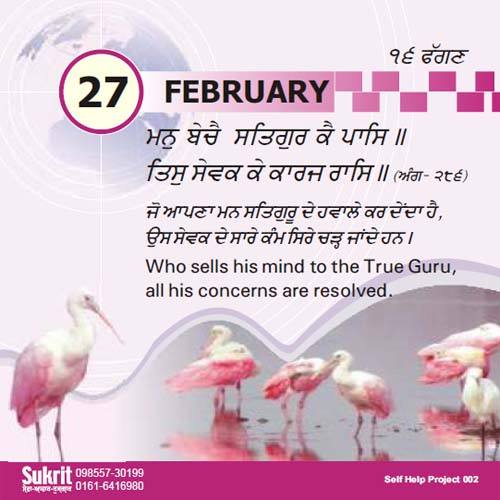 ੧੬ ਫੱਗਣ
27 FEBRUARY
ਮਨੁ ਬੇਚੈ ਸਤਿਗੁਰ ਕੈ ਪਾਸਿ ॥
ਤਿਸੁ ਸੇਵਕ ਕੇ ਕਾਰਜ ਰਾਸਿ ॥ (ਅੰਗ- ੨੮੬)
ਜੋ ਆਪਣਾ ਮਨ ਸਤਿਗੁਰੂ ਦੇ ਹਵਾਲੇ ਕਰ ਦੇਂਦਾ ਹੈ,
ਉਸ ਸੇਵਕ ਦੇ ਸਾਰੇ ਕੰਮ ਸਿਰੇ ਚੜ੍ਹ ਜਾਂਦੇ ਹਨ।
Who sells his mind to the True Guru,
all his concerns are resolved.
Sukrit 098557-30199
0161-6416980
Self Help Project 002